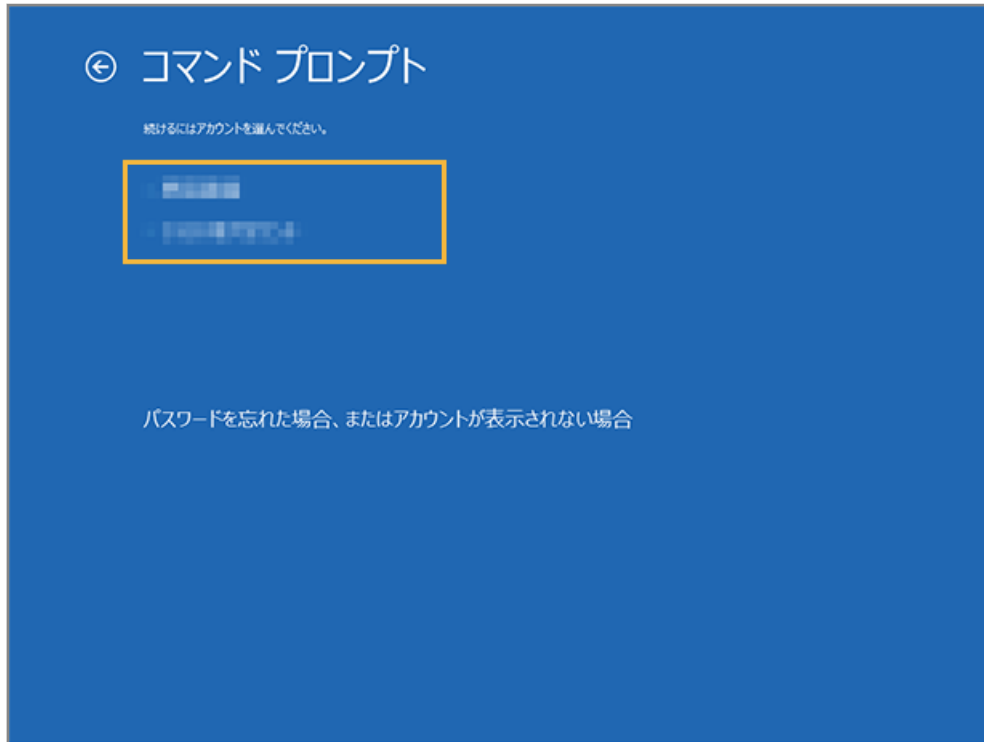 コマンド プロンプト
続けるにはアカウントを選んでください。
パスワードを忘れた場合、またはアカウントが表示されない場合